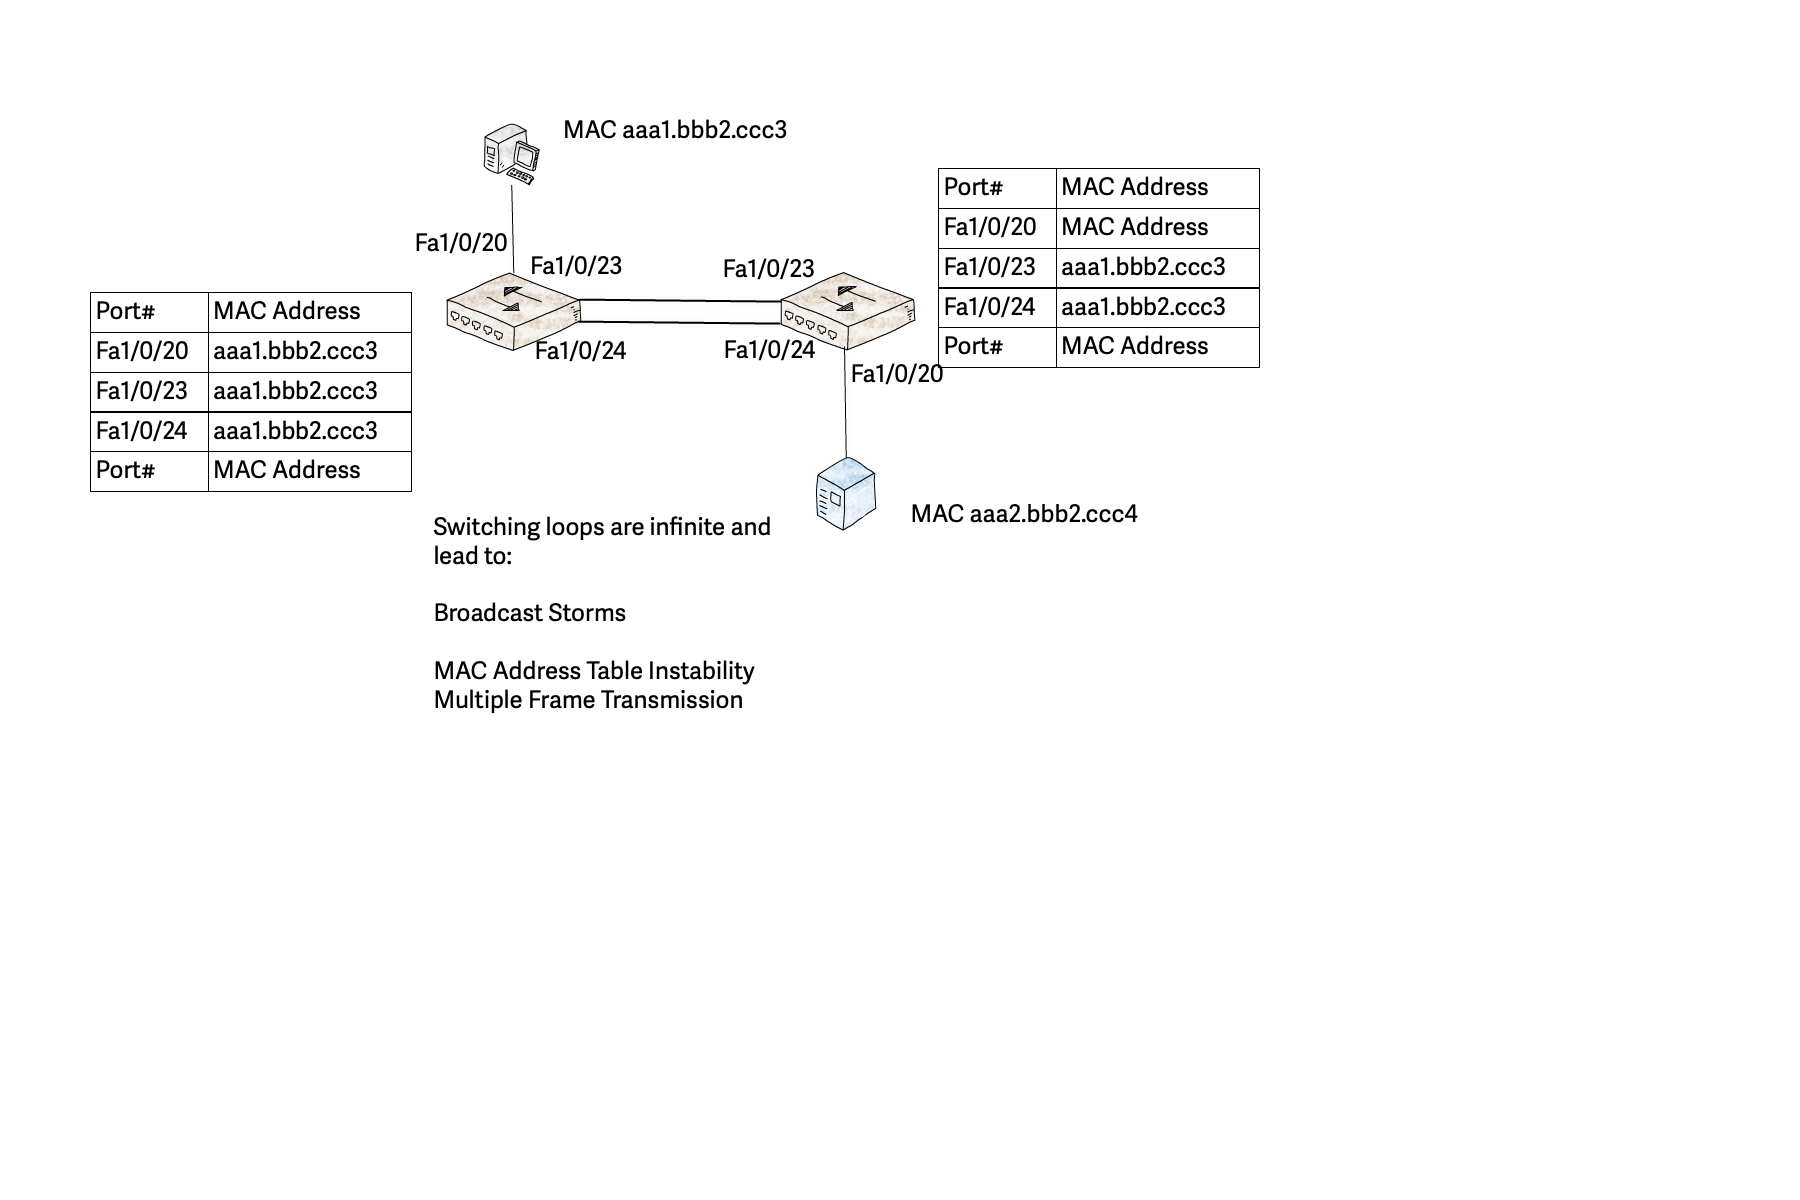 MAC aaa1.bbb2.ccc3
Port# MAC Address
Fa1/0/20 MAC Address
Fa1/0/23 aaa1.bbb2.ccc3
Fa1/0/24 aaa1.bbb2.ccc3
Port# MAC Address
Fa1/0/20
Fa1/0/23
Fa1/0/23
Fa1/0/24
Fa1/0/24
Fa1/0/20
Port# MAC Address
Fa1/0/20 aaa1.bbb2.ccc3
Fa1/0/23 aaa1.bbb2.ccc3
Fa1/0/24 aaa1.bbb2.ccc3
Port# MAC Address
MAC aaa2.bbb2.ccc4
Switching loops are infinite and
lead to:
Broadcast Storms
MAC Address Table Instability
Multiple Frame Transmission